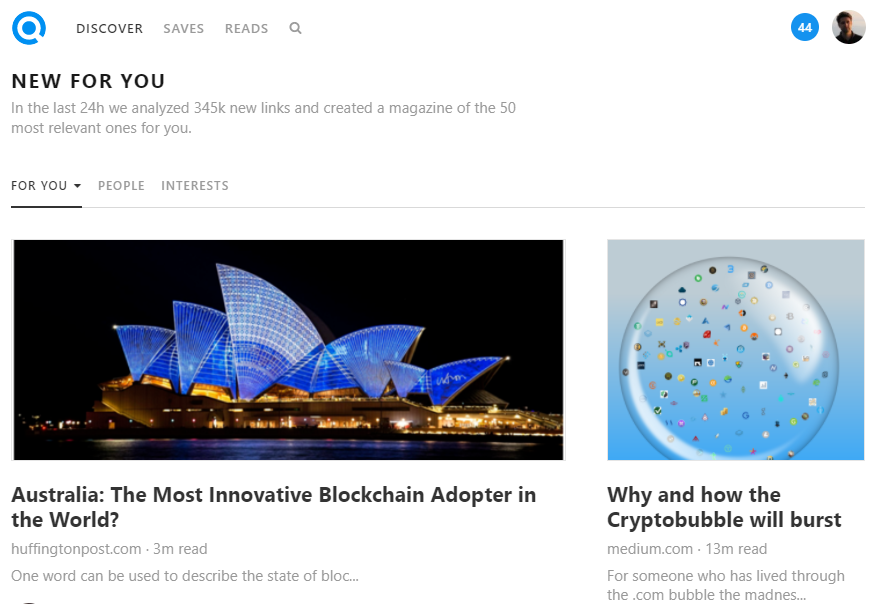 DISCOVER SAVES READS 44
NEW FOR YOU
In the last 24h we analyzed 345k new links and created a magazine of the 50
most relevant ones for you.
FOR YOU PEOPLE INTERESTS
Australia: The Most Innovative Blockchain Adopter in
the World?
huffingtonpost.com · 3m read
One word can be used to describe the state of bloc...
Why and how the
Cryptobubble will burst
medium.com · 13m read
For someone who has lived through
the .com bubble the madnes...